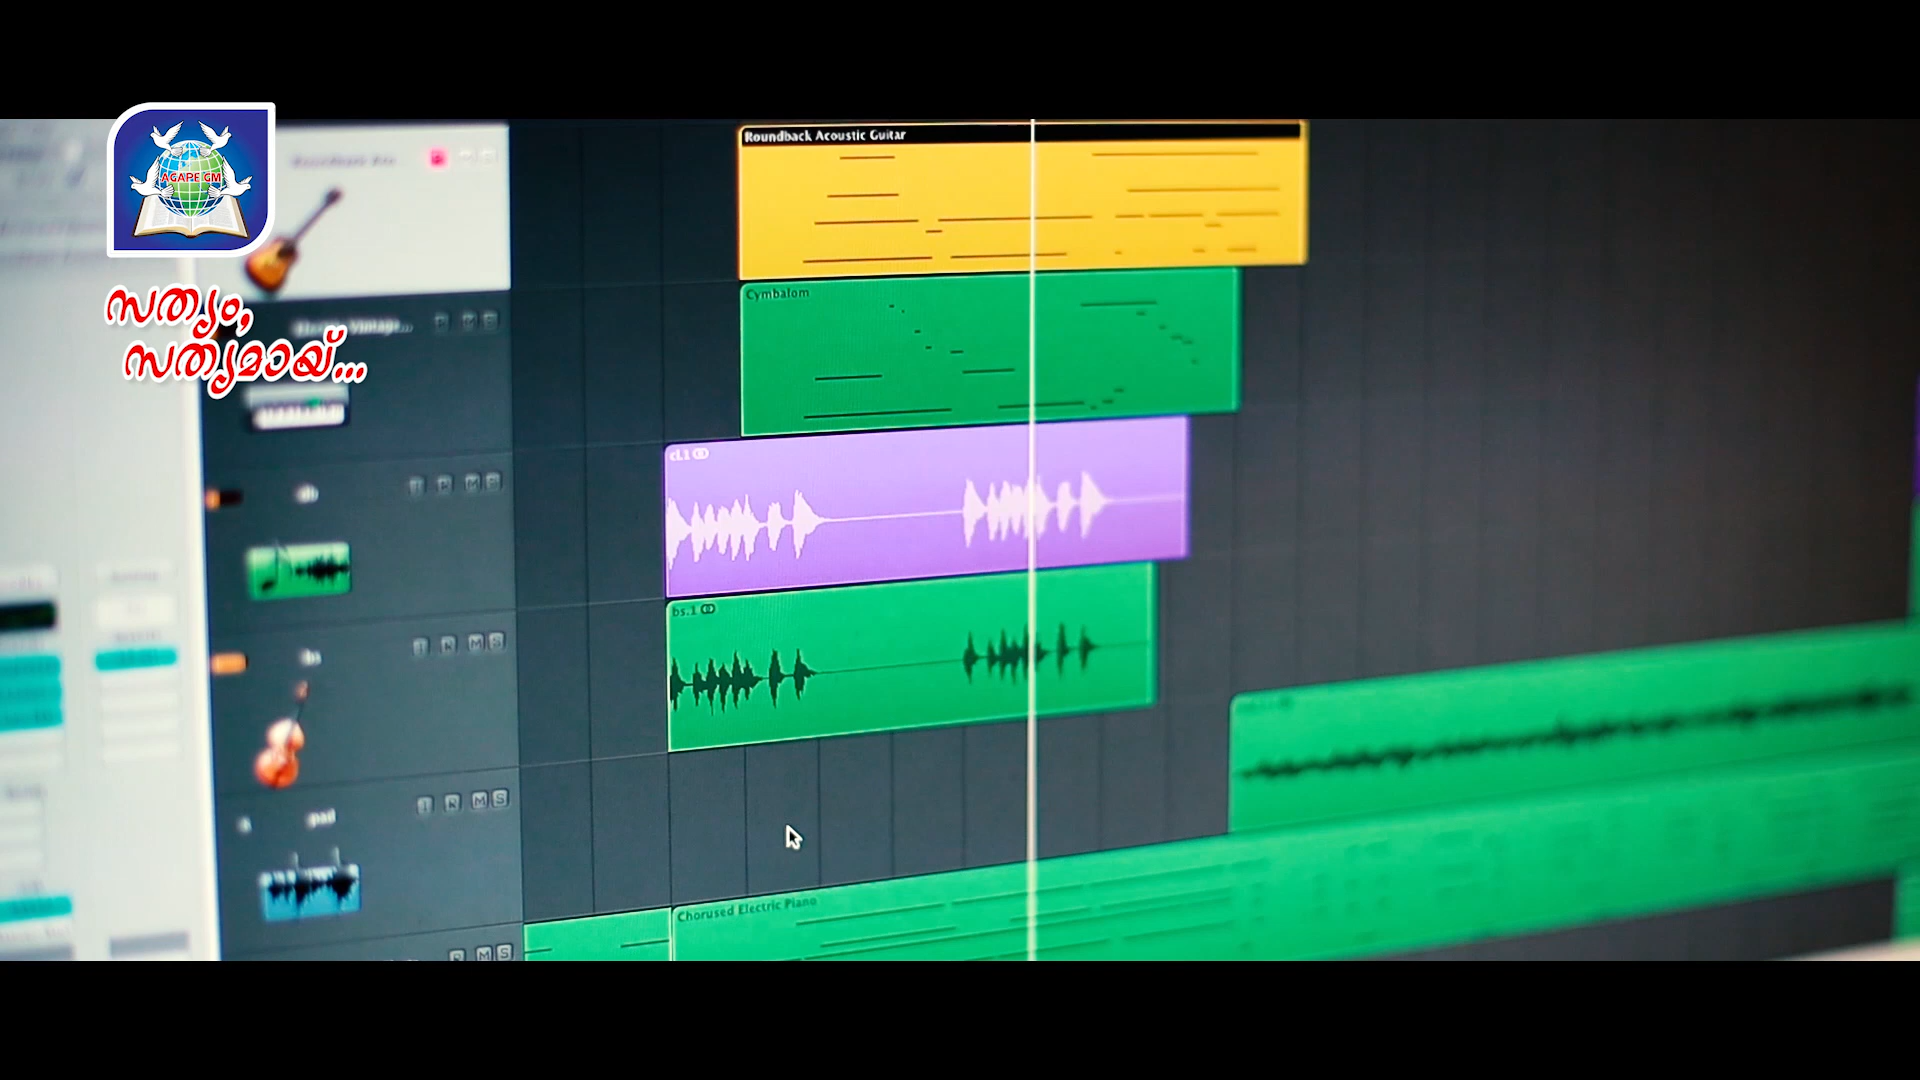 AGAPE GM
സത്യം,
സത്യമായ്...
Roundback Acoustic Guitar
Cymbalom
cl.1
bs.1
pad
I R M S
I R M S
I R M S
R M S
Chorused Electric Piano